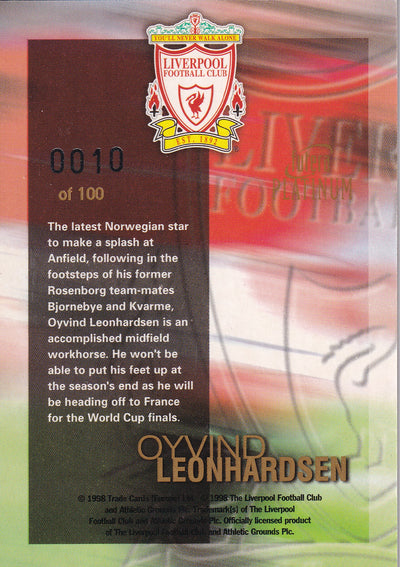 YOU'LL NEVER WALK ALONE
LIVERPOOL
FOOTBALL CLUB
EST. 1892
0010
of 100
PLATINUM
LIVER
FOOTBA
The latest Norwegian star
to make a splash at
Anfield, following in the
footsteps of his former
Rosenborg team-mates
Bjornebye and Kvarme,
Oyvind Leonhardsen is an
accomplished midfield
workhorse. He won't be
able to put his feet up at
the season's end as he
will be heading off to France
for the World Cup finals.
OYVIND
LEONHARDSEN
© 1998 Trade Cards (Europe) Ltd. © 1998 The Liverpool Football Club
and Athletic Grounds Plc. Trademark(s) of The Liverpool
Football Club and Athletic Grounds Plc. Officially licensed product
of The Liverpool Football Club and Athletic Grounds Plc.